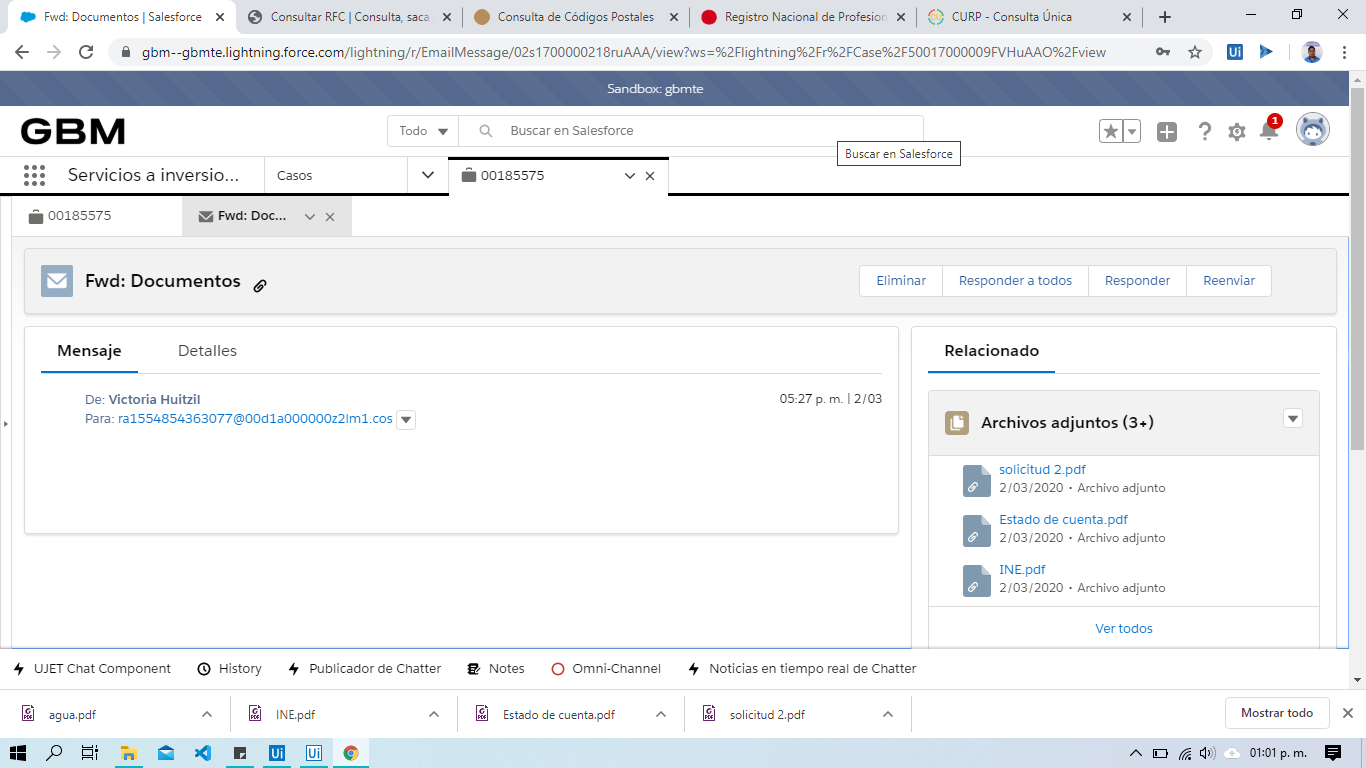 Fwd: Documentos | Salesforce
Consultar RFC | Consulta, saca
Consulta de Códigos Postales
Registro Nacional de Profesion
CURP - Consulta Única
gbm--gbmte.lightning.force.com/lightning/r/EmailMessage/02s1700000218ruAAA/view?ws=%2Flightning%2Fr%2FCase%2F50017000009FVHuAAO%2Fview
Sandbox: gbmte
GBM
Todo
Buscar en Salesforce
1
Buscar en Salesforce
Servicios a inversio...
Casos
00185575
00185575
Fwd: Doc...
Fwd: Documentos
Eliminar
Responder a todos
Responder
Reenviar
Mensaje
Detalles
Relacionado
De: Victoria Huitzil
05:27 p. m. | 2/03
Para: ra1554854363077@00d1a000000z2lm1.cos
Archivos adjuntos (3+)
solicitud 2.pdf
2/03/2020 • Archivo adjunto
Estado de cuenta.pdf
2/03/2020 • Archivo adjunto
INE.pdf
2/03/2020 • Archivo adjunto
Ver todos
UJET Chat Component
History
Publicador de Chatter
Notes
Omni-Channel
Noticias en tiempo real de Chatter
agua.pdf
INE.pdf
Estado de cuenta.pdf
solicitud 2.pdf
Mostrar todo
01:01 p. m.